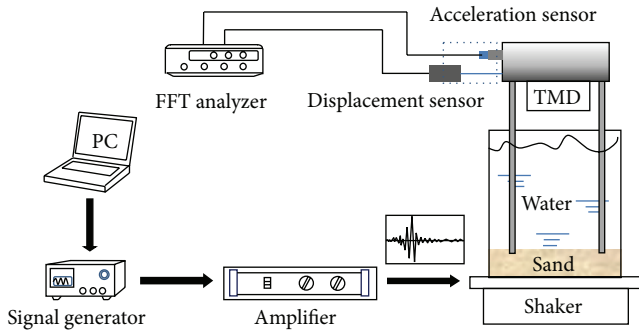 Acceleration sensor
FFT analyzer
Displacement sensor
TMD
PC
Water
Sand
Signal generator
Amplifier
Shaker